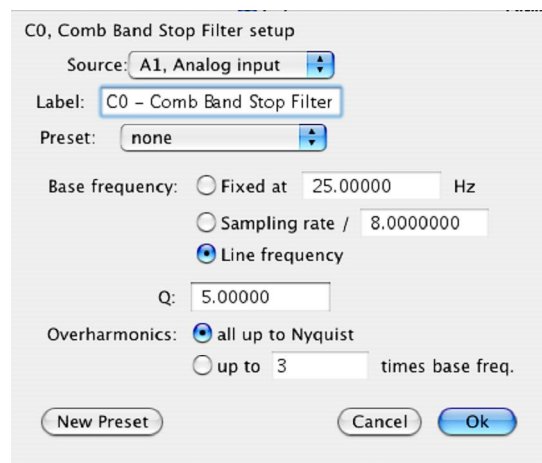 C0, Comb Band Stop Filter setup
Source: A1, Analog input
Label: C0 – Comb Band Stop Filter
Preset: none
Base frequency: Fixed at 25.00000 Hz
Sampling rate / 8.0000000
Line frequency
Q: 5.00000
Overharmonics: all up to Nyquist
up to 3 times base freq.
New Preset Cancel Ok